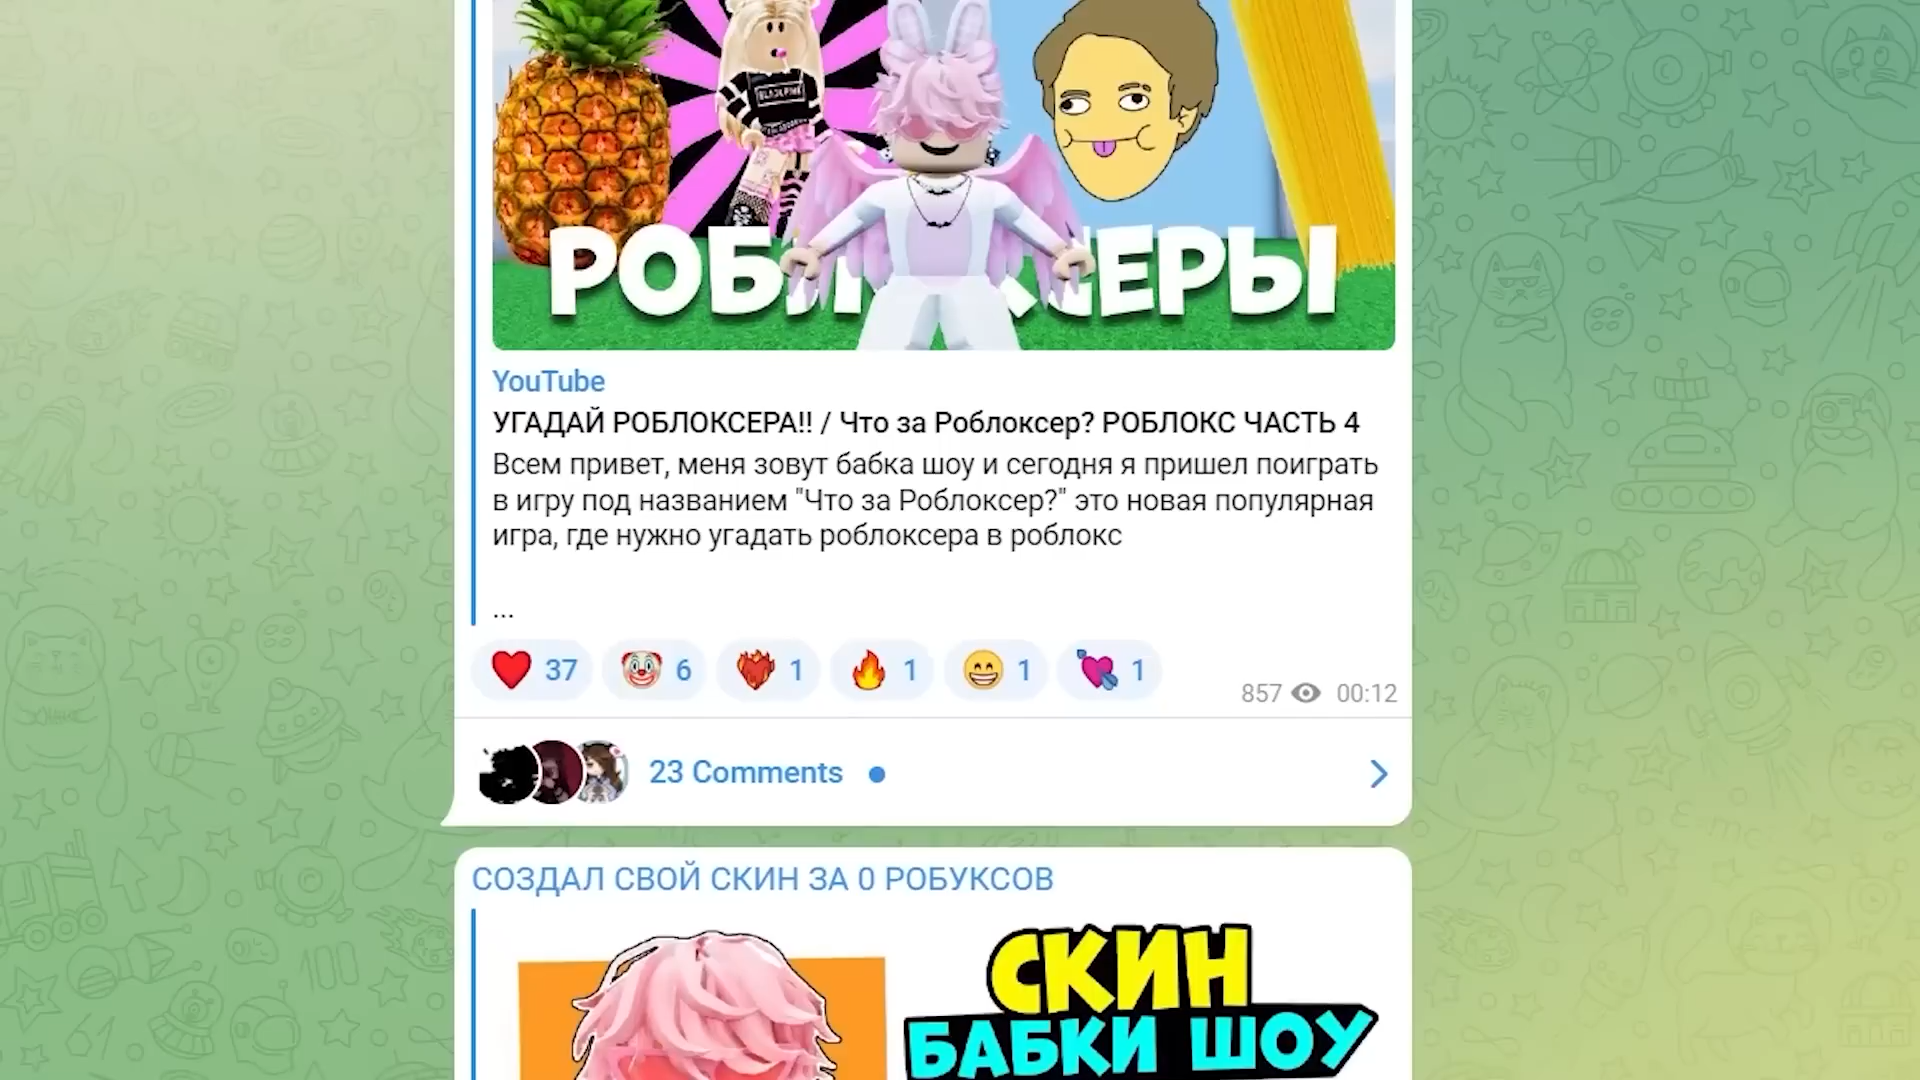 BLACKPINK
РОБЛОКСЕРЫ
YouTube
УГАДАЙ РОБЛОКСЕРА!! / Что за Роблоксер? РОБЛОКС ЧАСТЬ 4
Всем привет, меня зовут бабка шоу и сегодня я пришел поиграть
в игру под названием "Что за Роблоксер?" это новая популярная
игра, где нужно угадать роблоксера в роблокс
...
37 6 1 1 1 1
857 00:12
23 Comments
СОЗДАЛ СВОЙ СКИН ЗА 0 РОБУКСОВ
СКИН
БАБКИ ШОУ